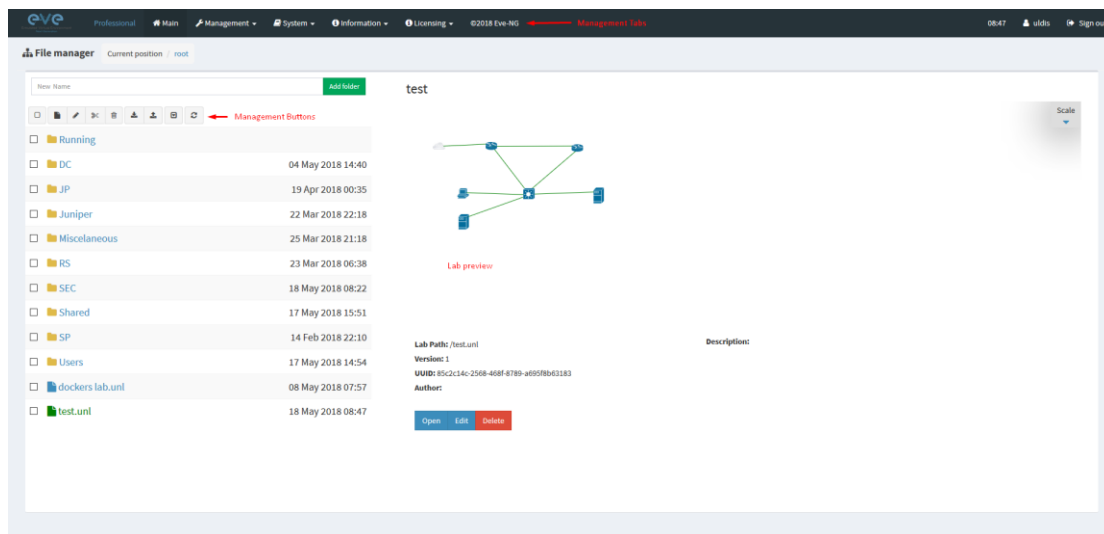 eve Professional Main Management System Information Licensing ©2018 Eve-NG Management Tabs 08:47 uldis Sign ou
File manager Current position / root
New Name Add folder
Management Buttons
Running
DC 04 May 2018 14:40
JP 19 Apr 2018 00:35
Juniper 22 Mar 2018 22:18
Miscelaneous 25 Mar 2018 21:18
RS 23 Mar 2018 06:38
SEC 18 May 2018 08:22
Shared 17 May 2018 15:51
SP 14 Feb 2018 22:10
Users 17 May 2018 14:54
dockers lab.unl 08 May 2018 07:57
test.unl 18 May 2018 08:47
test
Scale
Lab preview
Lab Path: /test.unl
Version: 1
UUID: 85c2c14c-2568-468f-8789-a695f8b63183
Author:
Description:
Open Edit Delete